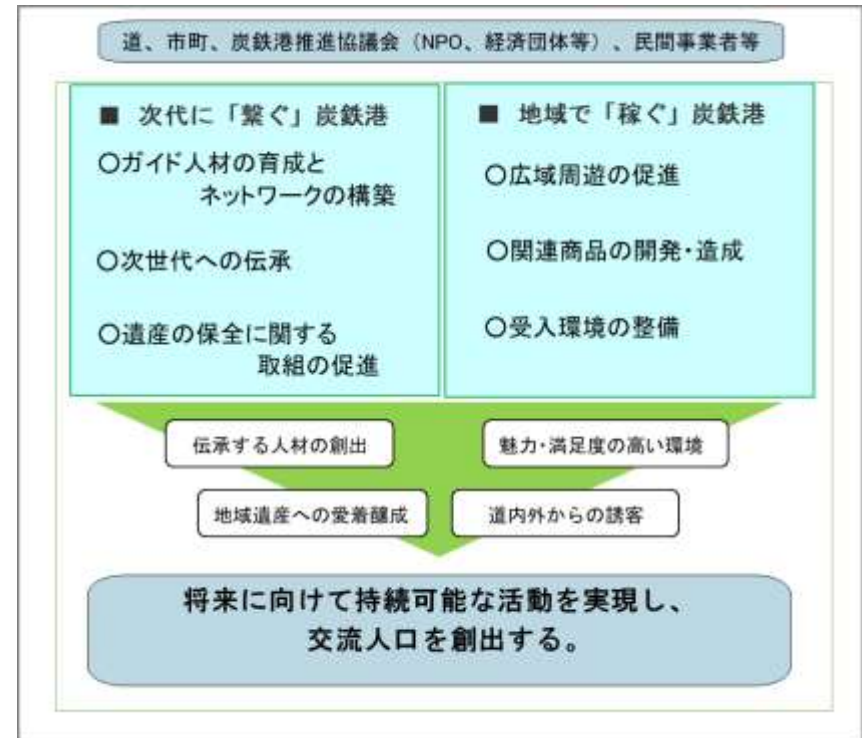 道、市町、炭鉄港推進協議会（NPO、経済団体等）、民間事業者等
■ 次代に「繋ぐ」炭鉄港
〇ガイド人材の育成と
ネットワークの構築
〇次世代への伝承
〇遺産の保全に関する
取組の促進
■ 地域で「稼ぐ」炭鉄港
〇広域周遊の促進
〇関連商品の開発・造成
〇受入環境の整備
伝承する人材の創出
魅力・満足度の高い環境
地域遺産への愛着醸成
道内外からの誘客
将来に向けて持続可能な活動を実現し、
交流人口を創出する。